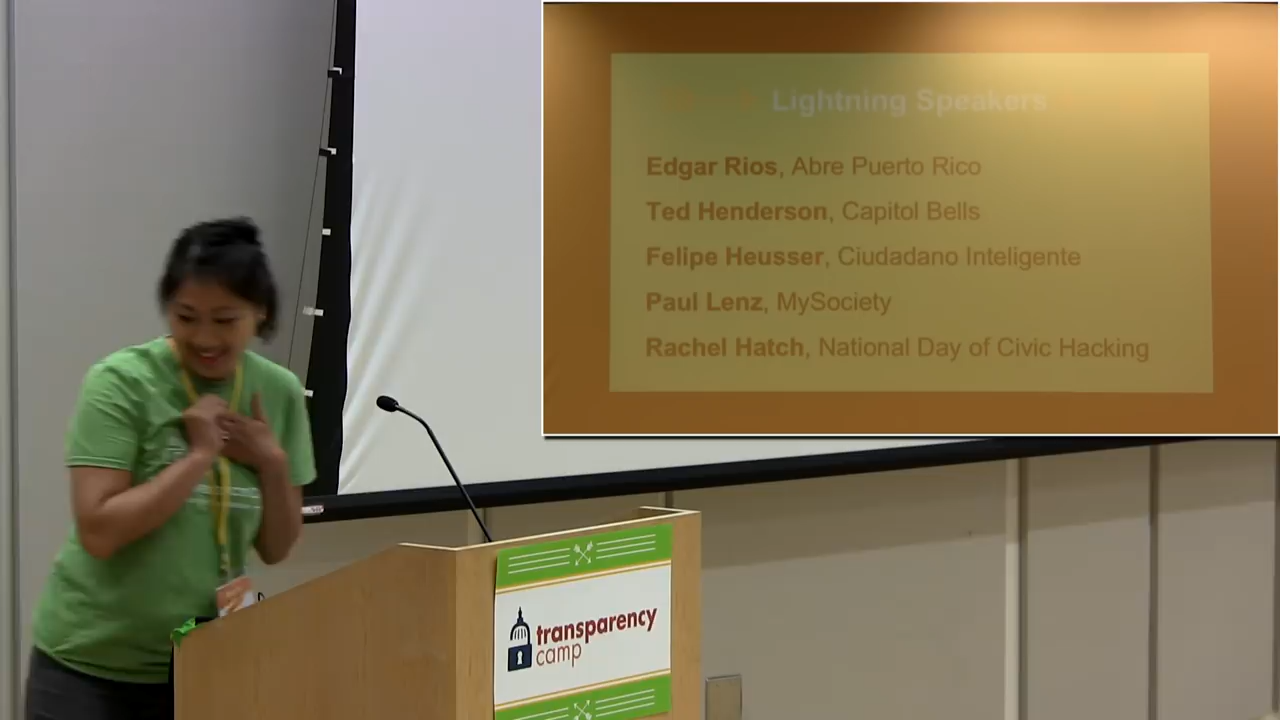 Lightning Speakers
Edgar Rios, Abre Puerto Rico
Ted Henderson, Capitol Bells
Felipe Heusser, Ciudadano Inteligente
Paul Lenz, MySociety
Rachel Hatch, National Day of Civic Hacking
transparency
camp